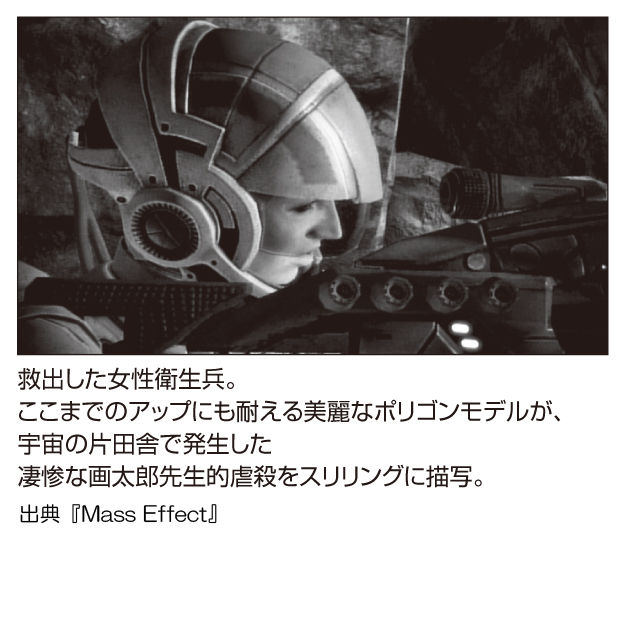 救出した女性衛生兵。
ここまでのアップにも耐える美麗なポリゴンモデルが、
宇宙の片田舎で発生した
凄惨な画太郎先生的虐殺をスリリングに描写。
出典『Mass Effect』